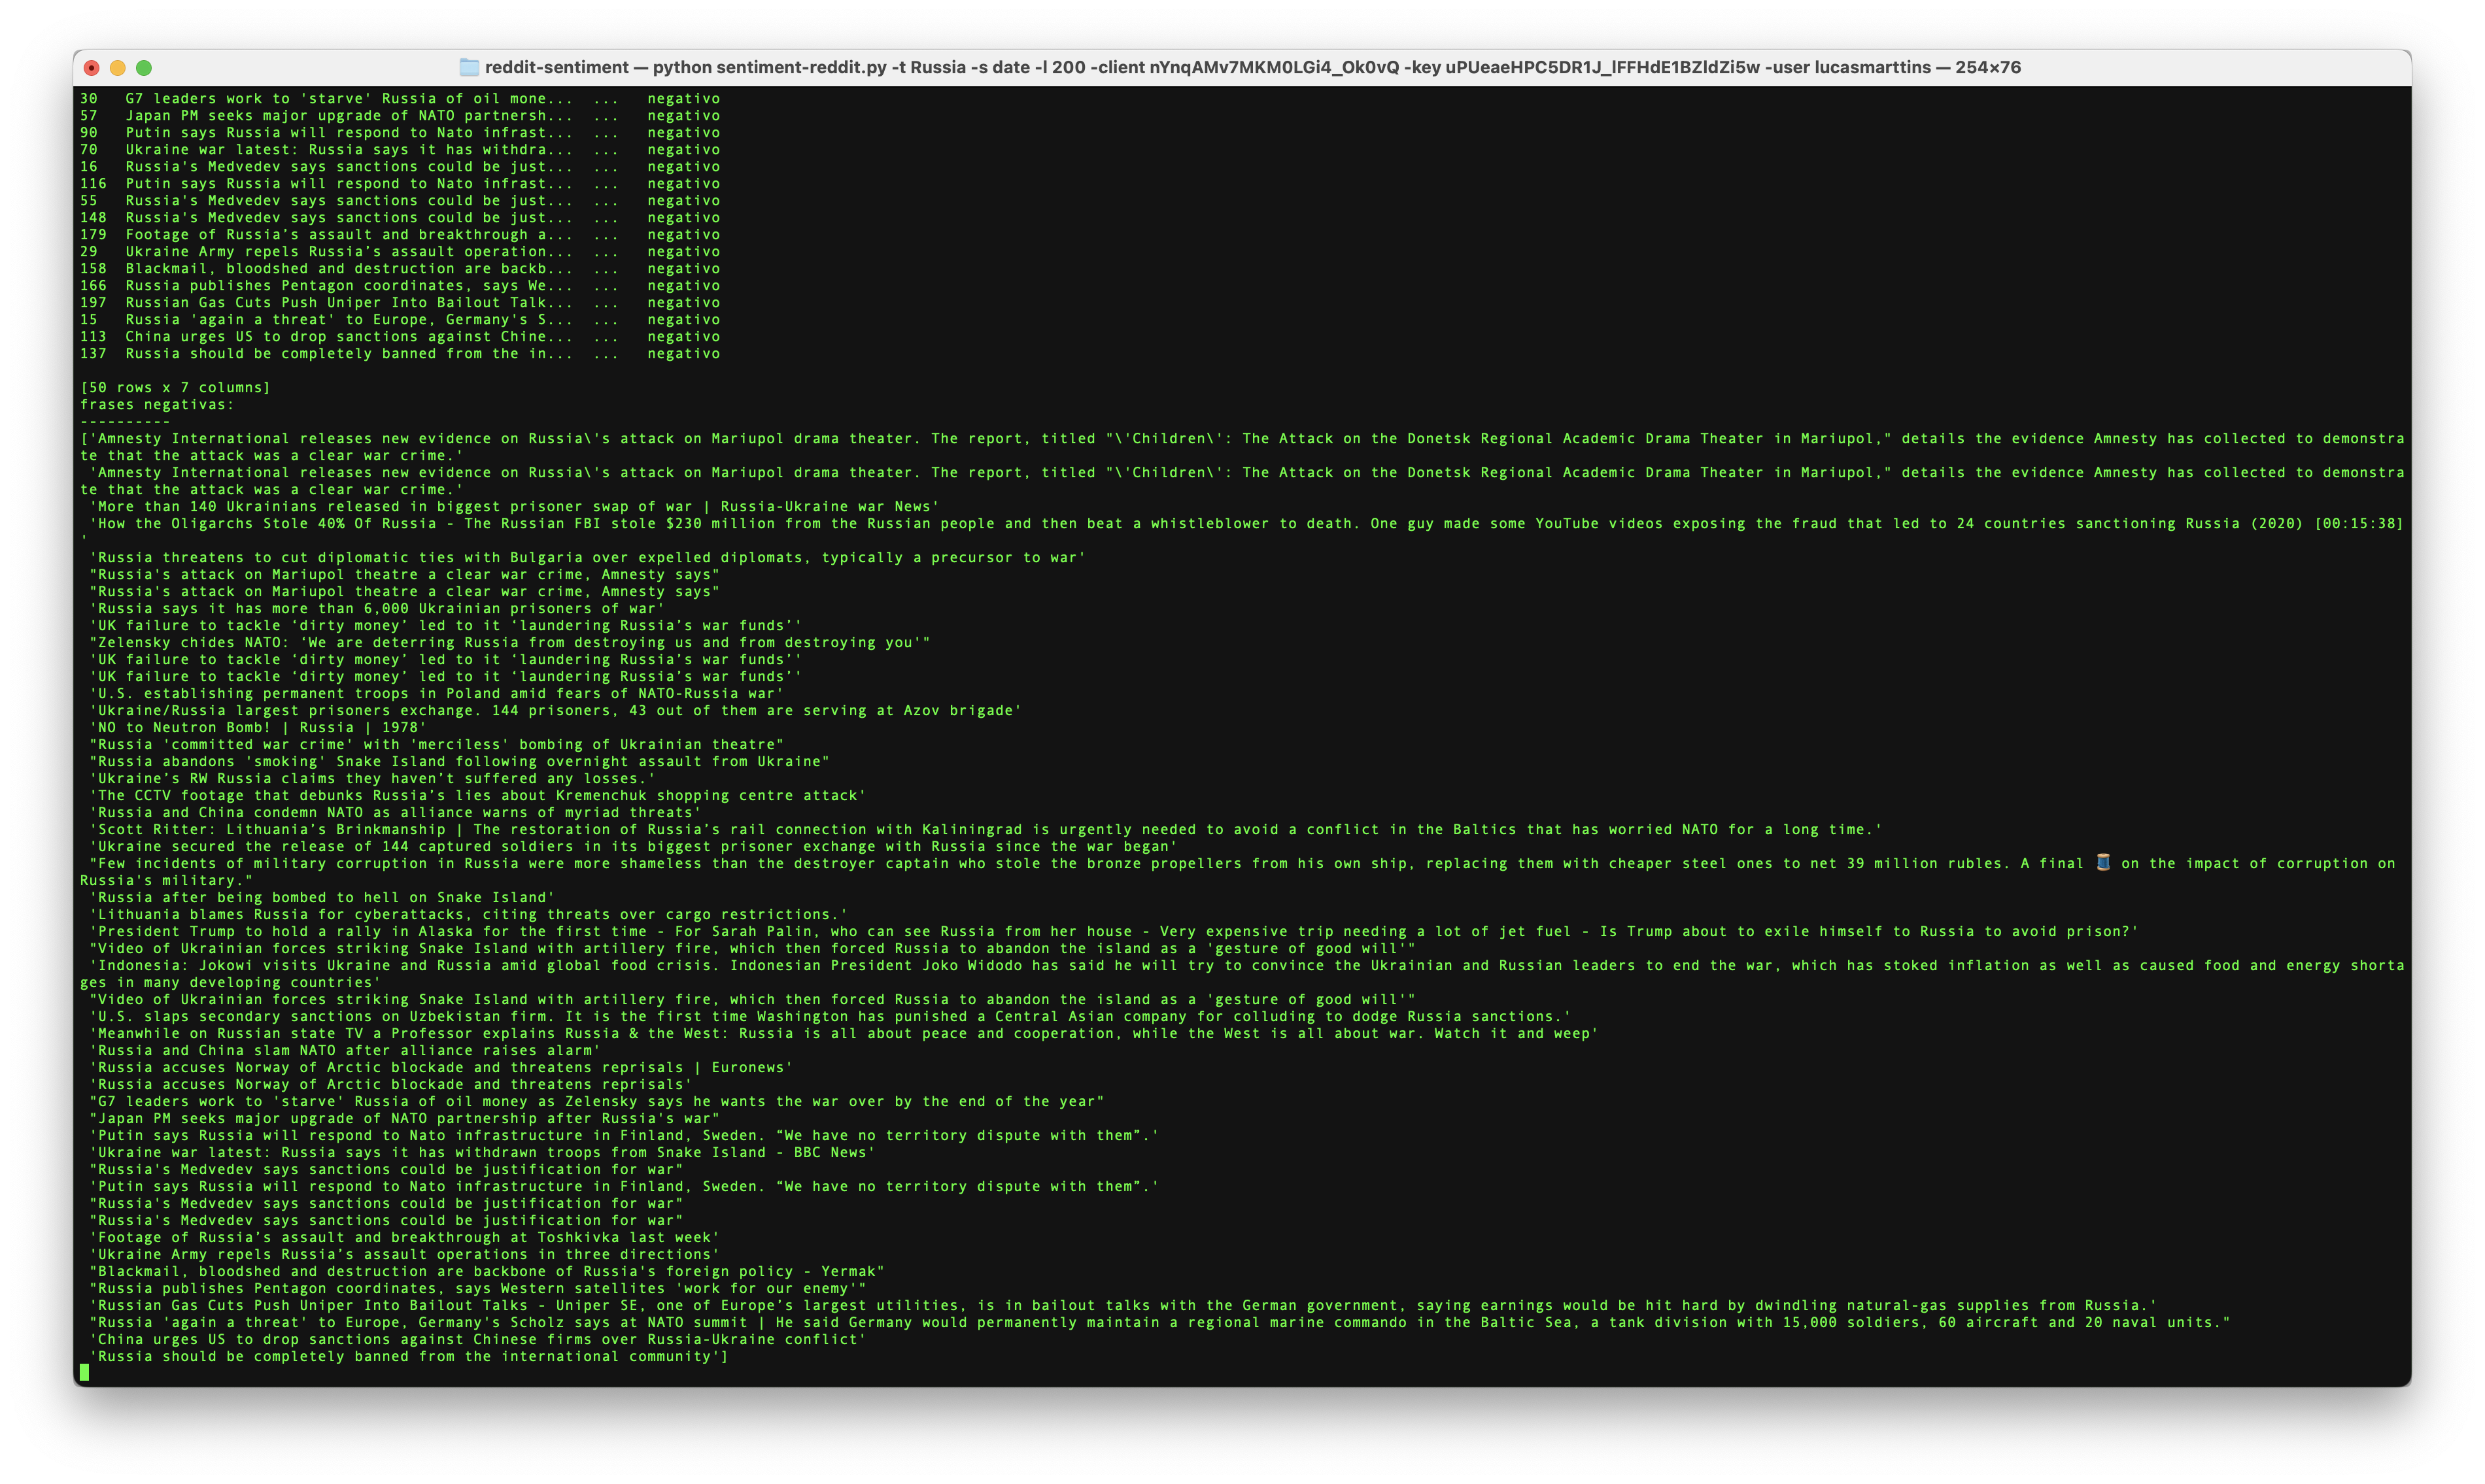 reddit-sentiment — python sentiment-reddit.py -t Russia -s date -l 200 -client nYnqAMv7MKM0LGi4_Ok0vQ -key uPUeaeHPC5DR1J_lFFHdE1BZldZi5w -user lucasmarttins — 254×76
30   G7 leaders work to 'starve' Russia of oil mone...  ...   negativo
57   Japan PM seeks major upgrade of NATO partnersh...  ...   negativo
90   Putin says Russia will respond to Nato infrast...  ...   negativo
70   Ukraine war latest: Russia says it has withdra...  ...   negativo
16   Russia's Medvedev says sanctions could be just...  ...   negativo
116  Putin says Russia will respond to Nato infrast...  ...   negativo
55   Russia's Medvedev says sanctions could be just...  ...   negativo
148  Russia's Medvedev says sanctions could be just...  ...   negativo
179  Footage of Russia’s assault and breakthrough a...  ...   negativo
29   Ukraine Army repels Russia’s assault operation...  ...   negativo
158  Blackmail, bloodshed and destruction are backb...  ...   negativo
166  Russia publishes Pentagon coordinates, says We...  ...   negativo
197  Russian Gas Cuts Push Uniper Into Bailout Talk...  ...   negativo
15   Russia 'again a threat' to Europe, Germany's S...  ...   negativo
113  China urges US to drop sanctions against Chine...  ...   negativo
137  Russia should be completely banned from the in...  ...   negativo
[50 rows x 7 columns]
frases negativas:
----------
['Amnesty International releases new evidence on Russia\'s attack on Mariupol drama theater. The report, titled "\'Children\': The Attack on the Donetsk Regional Academic Drama Theater in Mariupol," details the evidence Amnesty has collected to demonstra
te that the attack was a clear war crime.'
 'Amnesty International releases new evidence on Russia\'s attack on Mariupol drama theater. The report, titled "\'Children\': The Attack on the Donetsk Regional Academic Drama Theater in Mariupol," details the evidence Amnesty has collected to demonstra
te that the attack was a clear war crime.'
 'More than 140 Ukrainians released in biggest prisoner swap of war | Russia-Ukraine war News'
 'How the Oligarchs Stole 40% Of Russia - The Russian FBI stole $230 million from the Russian people and then beat a whistleblower to death. One guy made some YouTube videos exposing the fraud that led to 24 countries sanctioning Russia (2020) [00:15:38]
'
 'Russia threatens to cut diplomatic ties with Bulgaria over expelled diplomats, typically a precursor to war'
 "Russia's attack on Mariupol theatre a clear war crime, Amnesty says"
 "Russia's attack on Mariupol theatre a clear war crime, Amnesty says"
 'Russia says it has more than 6,000 Ukrainian prisoners of war'
 'UK failure to tackle ‘dirty money’ led to it ‘laundering Russia’s war funds’'
 "Zelensky chides NATO: ‘We are deterring Russia from destroying us and from destroying you'"
 'UK failure to tackle ‘dirty money’ led to it ‘laundering Russia’s war funds’'
 'UK failure to tackle ‘dirty money’ led to it ‘laundering Russia’s war funds’'
 'U.S. establishing permanent troops in Poland amid fears of NATO-Russia war'
 'Ukraine/Russia largest prisoners exchange. 144 prisoners, 43 out of them are serving at Azov brigade'
 'NO to Neutron Bomb! | Russia | 1978'
 "Russia 'committed war crime' with 'merciless' bombing of Ukrainian theatre"
 "Russia abandons 'smoking' Snake Island following overnight assault from Ukraine"
 'Ukraine’s RW Russia claims they haven’t suffered any losses.'
 'The CCTV footage that debunks Russia’s lies about Kremenchuk shopping centre attack'
 'Russia and China condemn NATO as alliance warns of myriad threats'
 'Scott Ritter: Lithuania’s Brinkmanship | The restoration of Russia’s rail connection with Kaliningrad is urgently needed to avoid a conflict in the Baltics that has worried NATO for a long time.'
 'Ukraine secured the release of 144 captured soldiers in its biggest prisoner exchange with Russia since the war began'
 "Few incidents of military corruption in Russia were more shameless than the destroyer captain who stole the bronze propellers from his own ship, replacing them with cheaper steel ones to net 39 million rubles. A final 🧵 on the impact of corruption on
Russia's military."
 'Russia after being bombed to hell on Snake Island'
 'Lithuania blames Russia for cyberattacks, citing threats over cargo restrictions.'
 'President Trump to hold a rally in Alaska for the first time - For Sarah Palin, who can see Russia from her house - Very expensive trip needing a lot of jet fuel - Is Trump about to exile himself to Russia to avoid prison?'
 "Video of Ukrainian forces striking Snake Island with artillery fire, which then forced Russia to abandon the island as a 'gesture of good will'"
 'Indonesia: Jokowi visits Ukraine and Russia amid global food crisis. Indonesian President Joko Widodo has said he will try to convince the Ukrainian and Russian leaders to end the war, which has stoked inflation as well as caused food and energy shorta
ges in many developing countries'
 "Video of Ukrainian forces striking Snake Island with artillery fire, which then forced Russia to abandon the island as a 'gesture of good will'"
 'U.S. slaps secondary sanctions on Uzbekistan firm. It is the first time Washington has punished a Central Asian company for colluding to dodge Russia sanctions.'
 'Meanwhile on Russian state TV a Professor explains Russia & the West: Russia is all about peace and cooperation, while the West is all about war. Watch it and weep'
 'Russia and China slam NATO after alliance raises alarm'
 'Russia accuses Norway of Arctic blockade and threatens reprisals | Euronews'
 'Russia accuses Norway of Arctic blockade and threatens reprisals'
 "G7 leaders work to 'starve' Russia of oil money as Zelensky says he wants the war over by the end of the year"
 "Japan PM seeks major upgrade of NATO partnership after Russia's war"
 'Putin says Russia will respond to Nato infrastructure in Finland, Sweden. “We have no territory dispute with them”.'
 'Ukraine war latest: Russia says it has withdrawn troops from Snake Island - BBC News'
 "Russia's Medvedev says sanctions could be justification for war"
 'Putin says Russia will respond to Nato infrastructure in Finland, Sweden. “We have no territory dispute with them”.'
 "Russia's Medvedev says sanctions could be justification for war"
 "Russia's Medvedev says sanctions could be justification for war"
 'Footage of Russia’s assault and breakthrough at Toshkivka last week'
 'Ukraine Army repels Russia’s assault operations in three directions'
 "Blackmail, bloodshed and destruction are backbone of Russia's foreign policy - Yermak"
 "Russia publishes Pentagon coordinates, says Western satellites 'work for our enemy'"
 'Russian Gas Cuts Push Uniper Into Bailout Talks - Uniper SE, one of Europe’s largest utilities, is in bailout talks with the German government, saying earnings would be hit hard by dwindling natural-gas supplies from Russia.'
 "Russia 'again a threat' to Europe, Germany's Scholz says at NATO summit | He said Germany would permanently maintain a regional marine commando in the Baltic Sea, a tank division with 15,000 soldiers, 60 aircraft and 20 naval units."
 'China urges US to drop sanctions against Chinese firms over Russia-Ukraine conflict'
 'Russia should be completely banned from the international community']